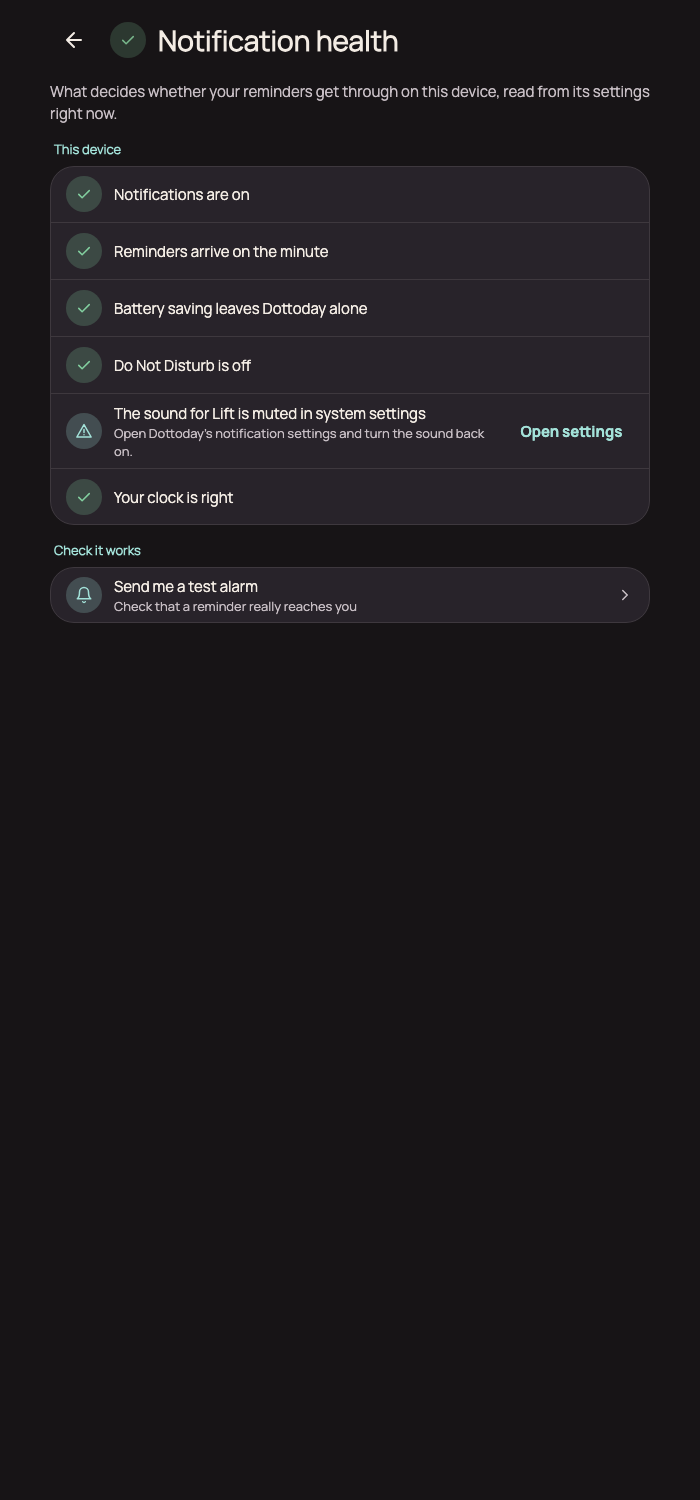 Notification health
What decides whether your reminders get through on this device, read from its settings
right now.
This device
Notifications are on
Reminders arrive on the minute
Battery saving leaves Dottoday alone
Do Not Disturb is off
The sound for Lift is muted in system settings
Open Dottoday's notification settings and turn the sound back
on.
Open settings
Your clock is right
Check it works
Send me a test alarm
Check that a reminder really reaches you